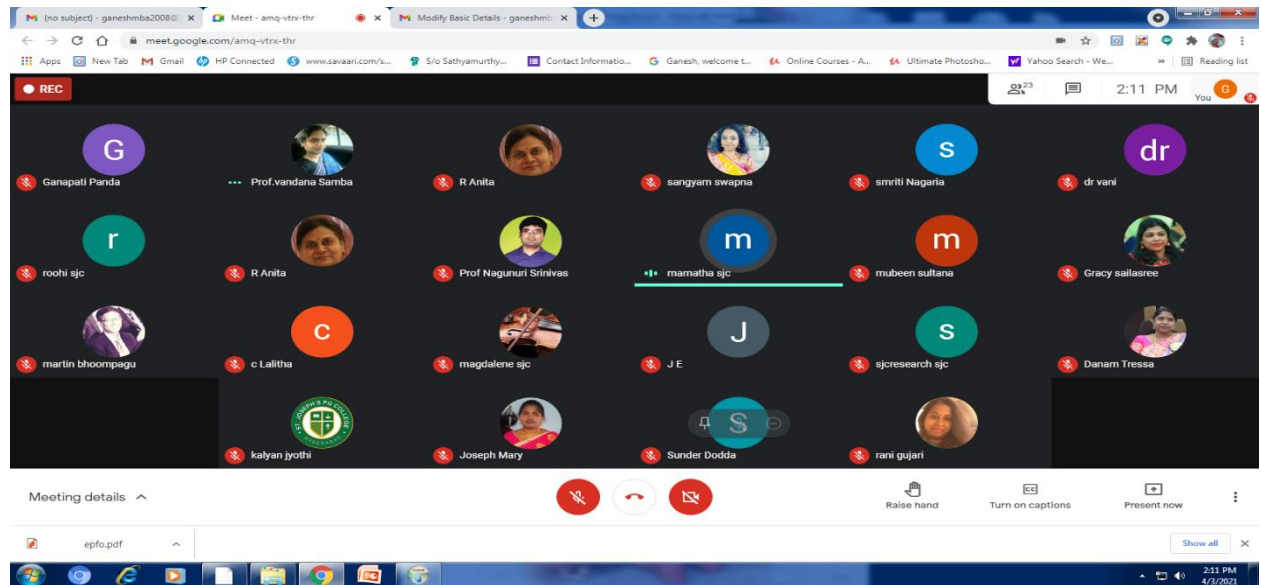 (no subject) - ganeshmba2008@ Meet - amq-vtrx-thr Modify Basic Details - ganeshmb
meet.google.com/amq-vtrx-thr
Apps New Tab Gmail HP Connected www.savaari.com/s... S/o Sathyamurthy... Contact Informatio... Ganesh, welcome t... Online Courses - A... Ultimate Photosho... Yahoo Search - We... » Reading list
REC 23 2:11 PM You G
G s dr
Ganapati Panda Prof.vandana Samba R Anita sangyam swapna smriti Nagaria dr vani
r m m
roohi sjc R Anita Prof Nagunuri Srinivas mamatha sjc mubeen sultana Gracy sailasree
c J s
martin bhoompagu c Lalitha magdalene sjc J E sjcresearch sjc Danam Tressa
ST. JOSEPH'S PG COLLEGE HYDERABAD S
kalyan jyothi Joseph Mary Sunder Dodda rani gujari
Meeting details Raise hand Turn on captions Present now
epfo.pdf Show all
2:11 PM
4/3/2021